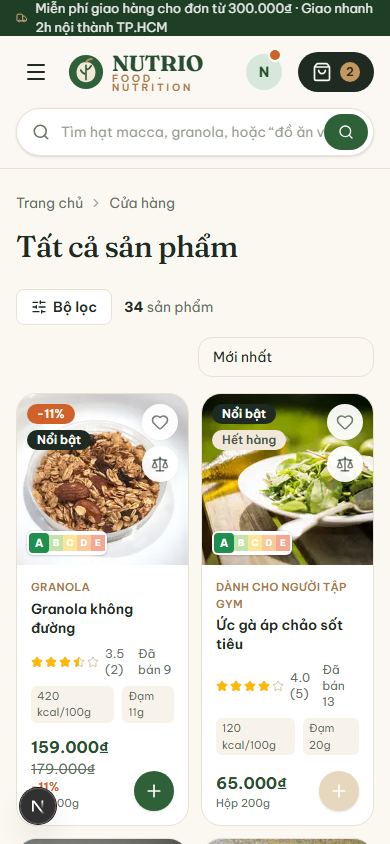 Miễn phí giao hàng cho đơn từ 300.000₫ · Giao nhanh
2h nội thành TP.HCM
NUTRIO
FOOD ·
NUTRITION
N
2
Tìm hạt macca, granola, hoặc “đồ ăn v
Trang chủ > Cửa hàng
Tất cả sản phẩm
Bộ lọc
34 sản phẩm
Mới nhất
-11%
Nổi bật
A B C D E
GRANOLA
Granola không
đường
3.5
(2)
Đã
bán 9
420
kcal/100g
Đạm
11g
159.000₫
179.000₫
11%
00g
N
Nổi bật
Hết hàng
A B C D E
DÀNH CHO NGƯỜI TẬP
GYM
Ức gà áp chảo sốt
tiêu
4.0
(5)
Đã
bán
13
120
kcal/100g
Đạm
20g
65.000₫
Hộp 200g